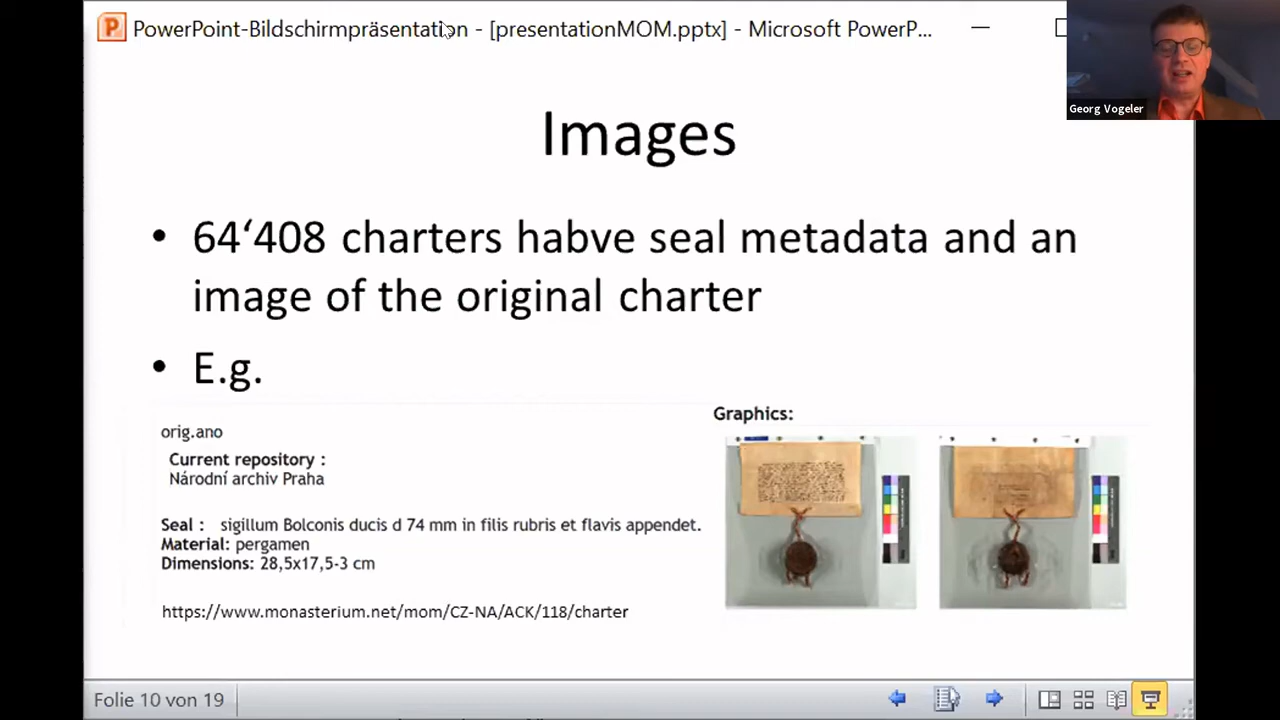 PowerPoint-Bildschirmpräsentation - [presentationMOM.pptx] - Microsoft PowerP...
Georg Vogeler
Images
• 64‘408 charters habve seal metadata and an
image of the original charter
• E.g.
orig.ano
Current repository :
Národní archiv Praha
Seal : sigillum Bolconis ducis d 74 mm in filis rubris et flavis appendet.
Material: pergamen
Dimensions: 28,5x17,5-3 cm
https://www.monasterium.net/mom/CZ-NA/ACK/118/charter
Graphics:
Folie 10 von 19